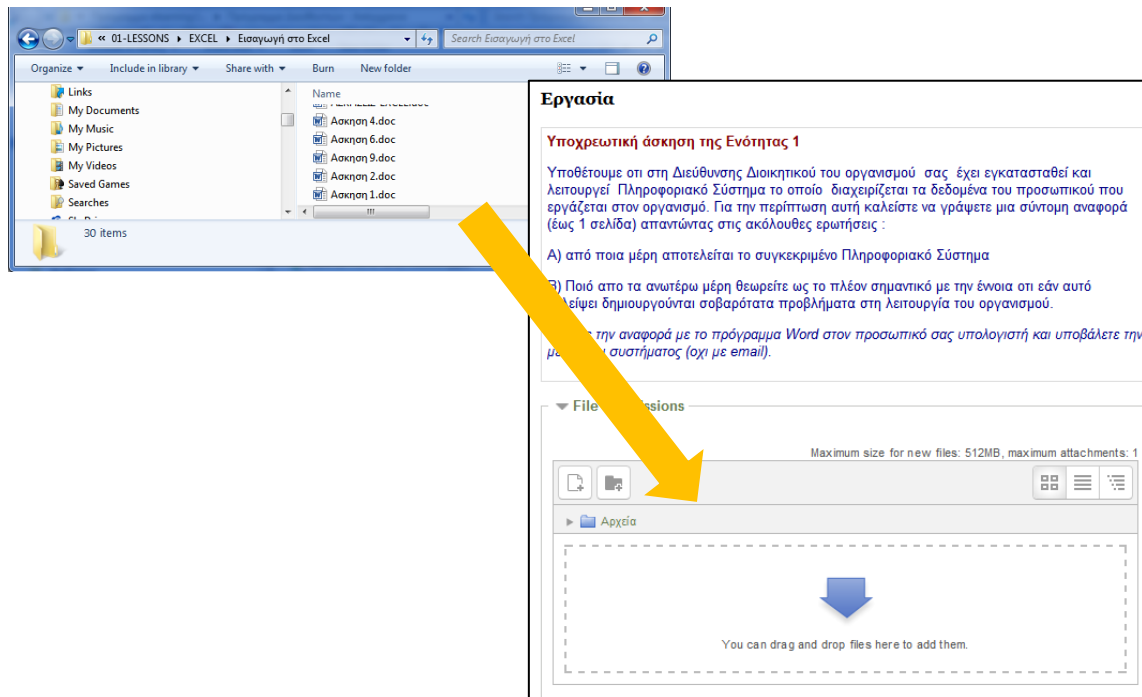 « 01-LESSONS ▸ EXCEL ▸ Εισαγωγή στο Excel
Search Εισαγωγή στο Excel
Organize Include in library Share with Burn New folder
Links
My Documents
My Music
My Pictures
My Videos
Saved Games
Searches
Name
Ασκηση 4.doc
Ασκηση 6.doc
Ασκηση 9.doc
Ασκηση 2.doc
Ασκηση 1.doc
30 items
Εργασία
Υποχρεωτική άσκηση της Ενότητας 1
Υποθέτουμε οτι στη Διεύθυνσης Διοικητικού του οργανισμού σας έχει εγκατασταθεί και
λειτουργεί Πληροφοριακό Σύστημα το οποίο διαχειρίζεται τα δεδομένα του προσωπικού που
εργάζεται στον οργανισμό. Για την περίπτωση αυτή καλείστε να γράψετε μια σύντομη αναφορά
(έως 1 σελίδα) απαντώντας στις ακόλουθες ερωτήσεις :
Α) από ποια μέρη αποτελείται το συγκεκριμένο Πληροφοριακό Σύστημα
Β) Ποιό απο τα ανωτέρω μέρη θεωρείτε ως το πλέον σημαντικό με την έννοια οτι εάν αυτό
δημιουργούνται σοβαρότατα προβλήματα στη λειτουργία του οργανισμού.
την αναφορά με το πρόγραμμα Word στον προσωπικό σας υπολογιστή και υποβάλετε την
συστήματος (οχι με email).
File
Maximum size for new files: 512MB, maximum attachments: 1
Αρχεία
You can drag and drop files here to add them.